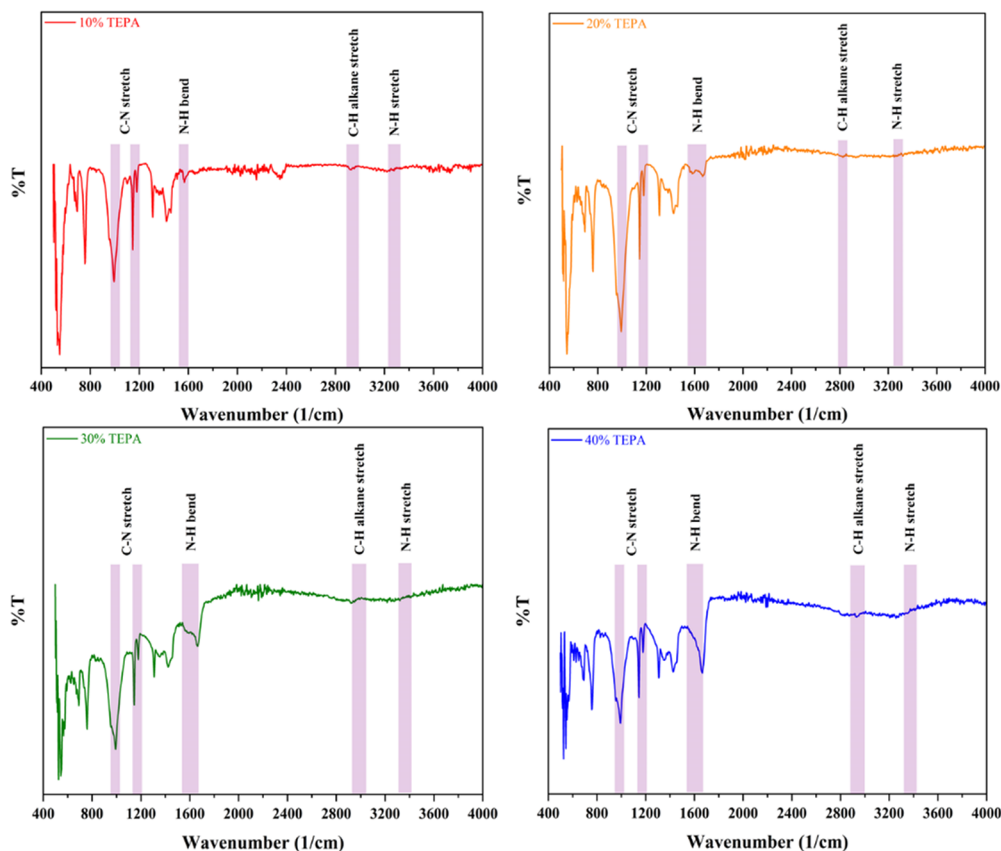 10% TEPA
C-N stretch
N-H bend
C-H alkane stretch
N-H stretch
%T
400 800 1200 1600 2000 2400 2800 3200 3600 4000
Wavenumber (1/cm)
20% TEPA
C-N stretch
N-H bend
C-H alkane stretch
N-H stretch
%T
400 800 1200 1600 2000 2400 2800 3200 3600 4000
Wavenumber (1/cm)
30% TEPA
C-N stretch
N-H bend
C-H alkane stretch
N-H stretch
%T
400 800 1200 1600 2000 2400 2800 3200 3600 4000
Wavenumber (1/cm)
40% TEPA
C-N stretch
N-H bend
C-H alkane stretch
N-H stretch
%T
400 800 1200 1600 2000 2400 2800 3200 3600 4000
Wavenumber (1/cm)